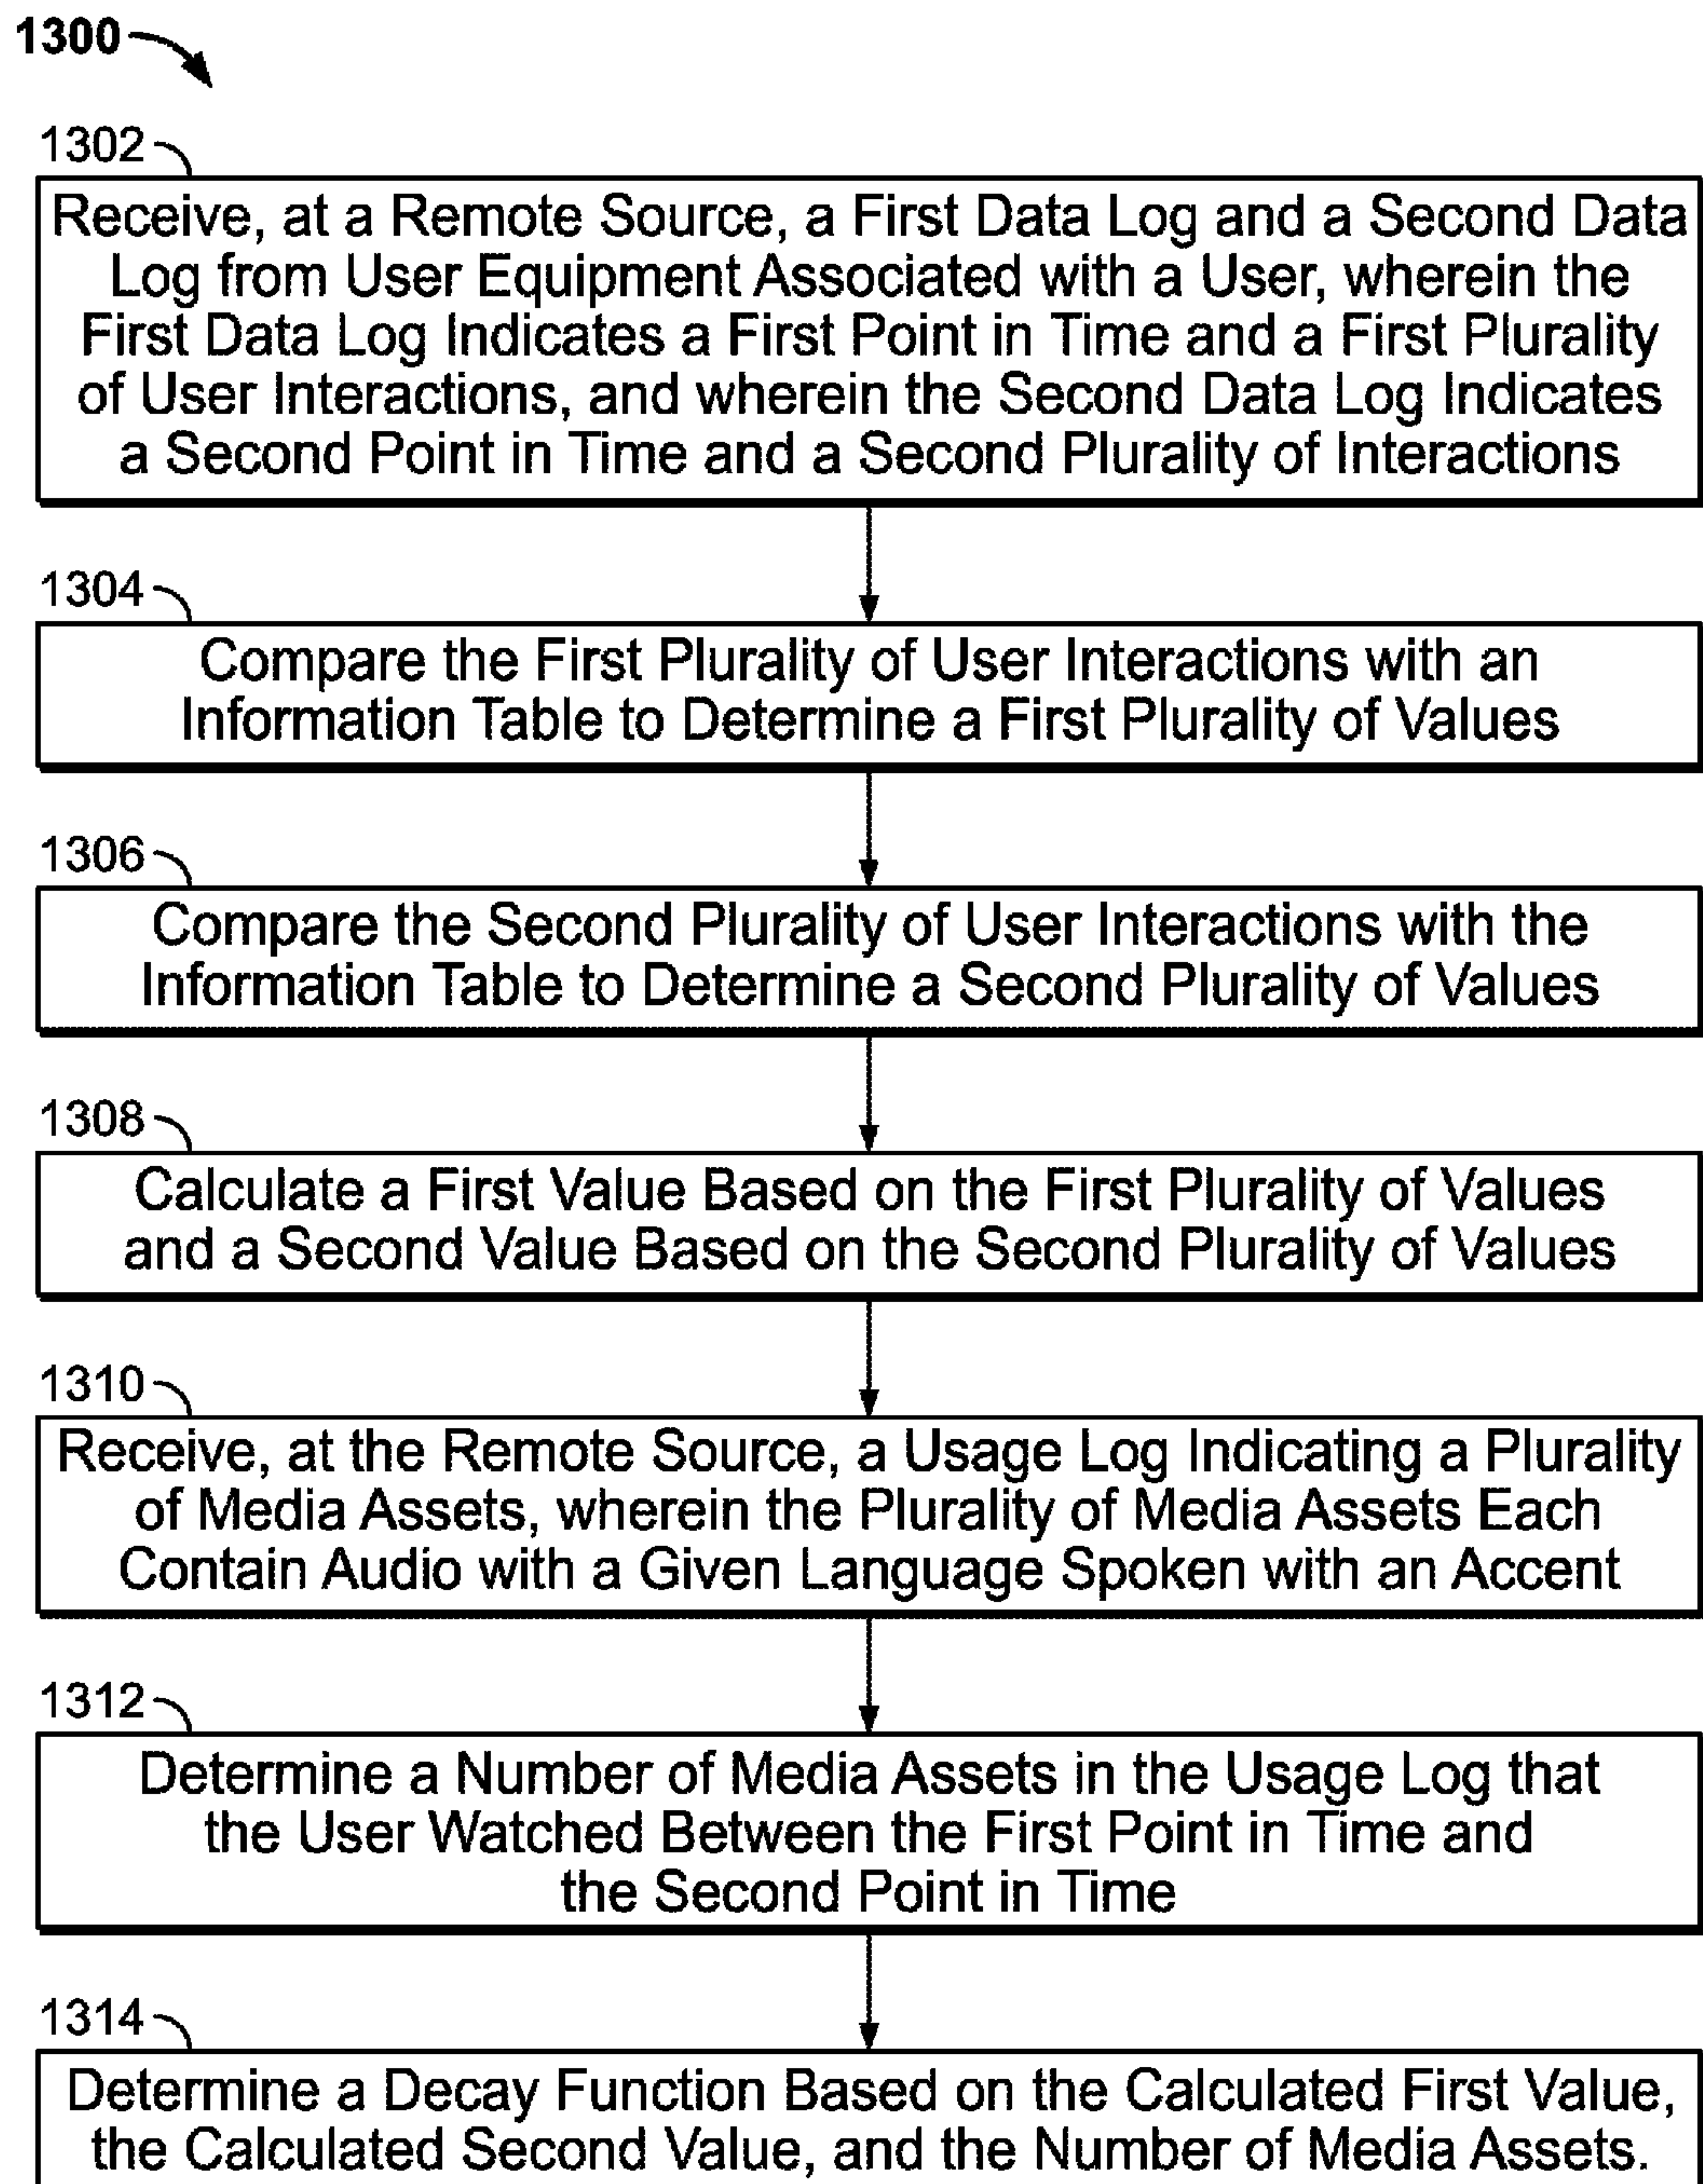 1300
1302
Receive, at a Remote Source, a First Data Log and a Second Data
Log from User Equipment Associated with a User, wherein the
First Data Log Indicates a First Point in Time and a First Plurality
of User Interactions, and wherein the Second Data Log Indicates
a Second Point in Time and a Second Plurality of Interactions
1304
Compare the First Plurality of User Interactions with an
Information Table to Determine a First Plurality of Values
1306
Compare the Second Plurality of User Interactions with the
Information Table to Determine a Second Plurality of Values
1308
Calculate a First Value Based on the First Plurality of Values
and a Second Value Based on the Second Plurality of Values
1310
Receive, at the Remote Source, a Usage Log Indicating a Plurality
of Media Assets, wherein the Plurality of Media Assets Each
Contain Audio with a Given Language Spoken with an Accent
1312
Determine a Number of Media Assets in the Usage Log that
the User Watched Between the First Point in Time and
the Second Point in Time
1314
Determine a Decay Function Based on the Calculated First Value,
the Calculated Second Value, and the Number of Media Assets.